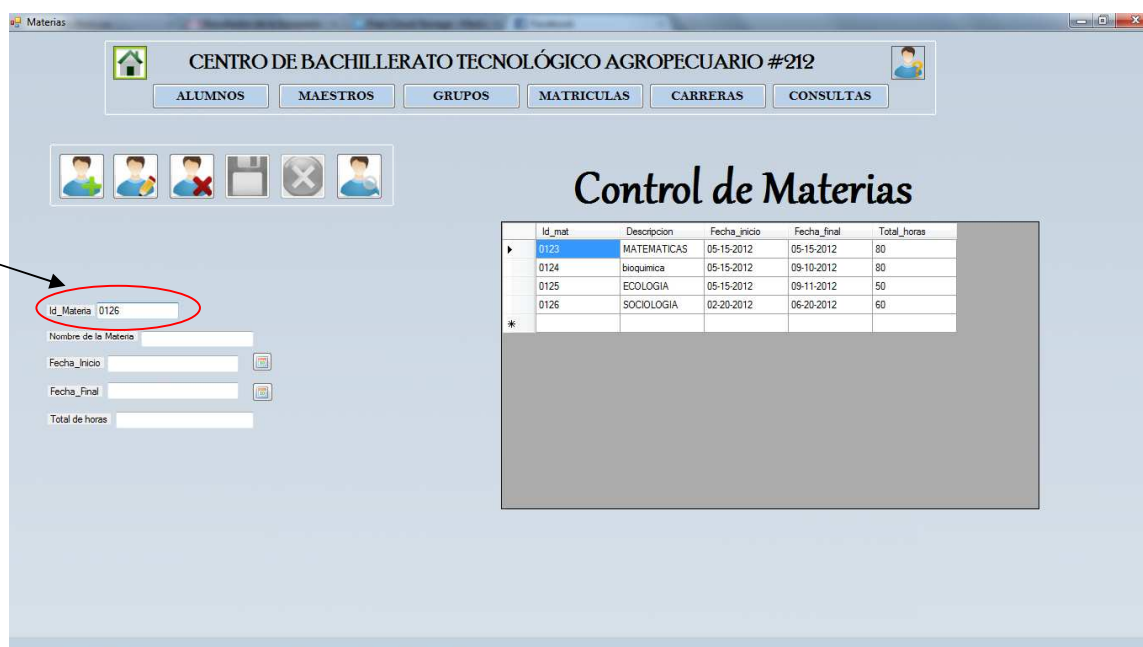 Materias
CENTRO DE BACHILLERATO TECNOLÓGICO AGROPECUARIO #212
ALUMNOS MAESTROS GRUPOS MATRICULAS CARRERAS CONSULTAS
Control de Materias
Id_mat Descripcion Fecha_inicio Fecha_final Total_horas
0123 MATEMATICAS 05-15-2012 05-15-2012 80
0124 bioquimica 05-15-2012 09-10-2012 80
0125 ECOLOGIA 05-15-2012 09-11-2012 50
0126 SOCIOLOGIA 02-20-2012 06-20-2012 60
Id_Materia 0126
Nombre de la Materia
Fecha_Inicio
Fecha_Final
Total de horas